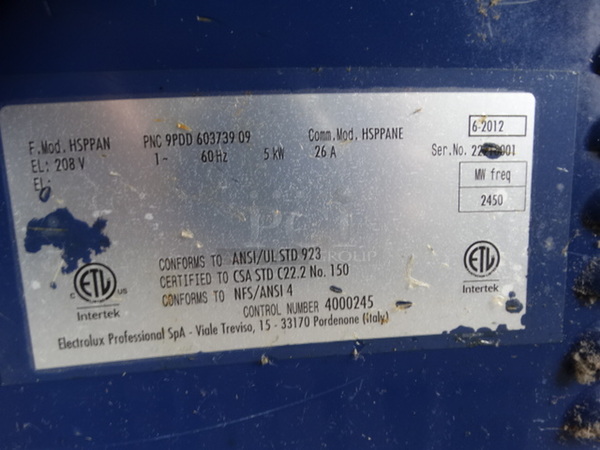 F.Mod. HSPPAN PNC 9PDD 603739 09 Comm.Mod. HSPPANE 6-2012
EL: 208 V 1~ 60 Hz 5 kW 26 A Ser.No.
EL:
MW freq
2450
CONFORMS TO ANSI/UL STD 923
CERTIFIED TO CSA STD C22.2 No. 150
CONFORMS TO NFS/ANSI 4
CONTROL NUMBER 4000245
C ETL US
Intertek
ETL
Intertek
Electrolux Professional SpA - Viale Treviso, 15 - 33170 Pordenone (Italy)
GROUP